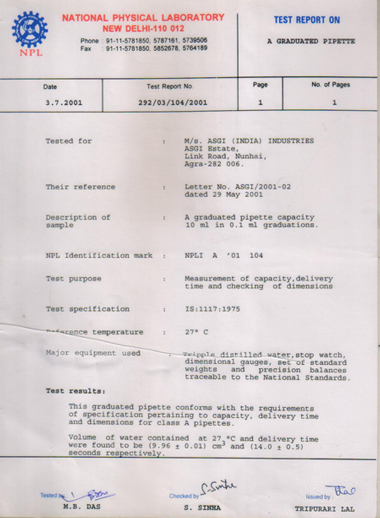 NATIONAL PHYSICAL LABORATORY
NEW DELHI-110 012
Phone : 91-11-5781850, 5787161, 5739506
Fax : 91-11-5781850, 5852678, 5764189
NPL
TEST REPORT ON
A GRADUATED PIPETTE
Date Test Report No. Page No. of Pages
3.7.2001 292/03/104/2001 1 1
Tested for : M/s. ASGI (INDIA) INDUSTRIES
ASGI Estate,
Link Road, Nunhai,
Agra-282 006.
Their reference : Letter No. ASGI/2001-02
dated 29 May 2001
Description of : A graduated pipette capacity
sample 10 ml in 0.1 ml graduations.
NPL Identification mark : NPLI A '01 104
Test purpose : Measurement of capacity,delivery
time and checking of dimensions
Test specification : IS:1117:1975
Reference temperature : 27° C
Major equipment used : Tripple distilled water,stop watch,
dimensional gauges, set of standard
weights and precision balances
traceable to the National Standards.
Test results:
This graduated pipette conforms with the requirements
of specification pertaining to capacity, delivery time
and dimensions for class A pipettes.
Volume of water contained at 27 °C and delivery time
were found to be (9.96 ± 0.01) cm³ and (14.0 ± 0.5)
seconds respectively.
Tested by Checked by S. Sinha Issued by :
M.B. DAS S. SINHA TRIPURARI LAL